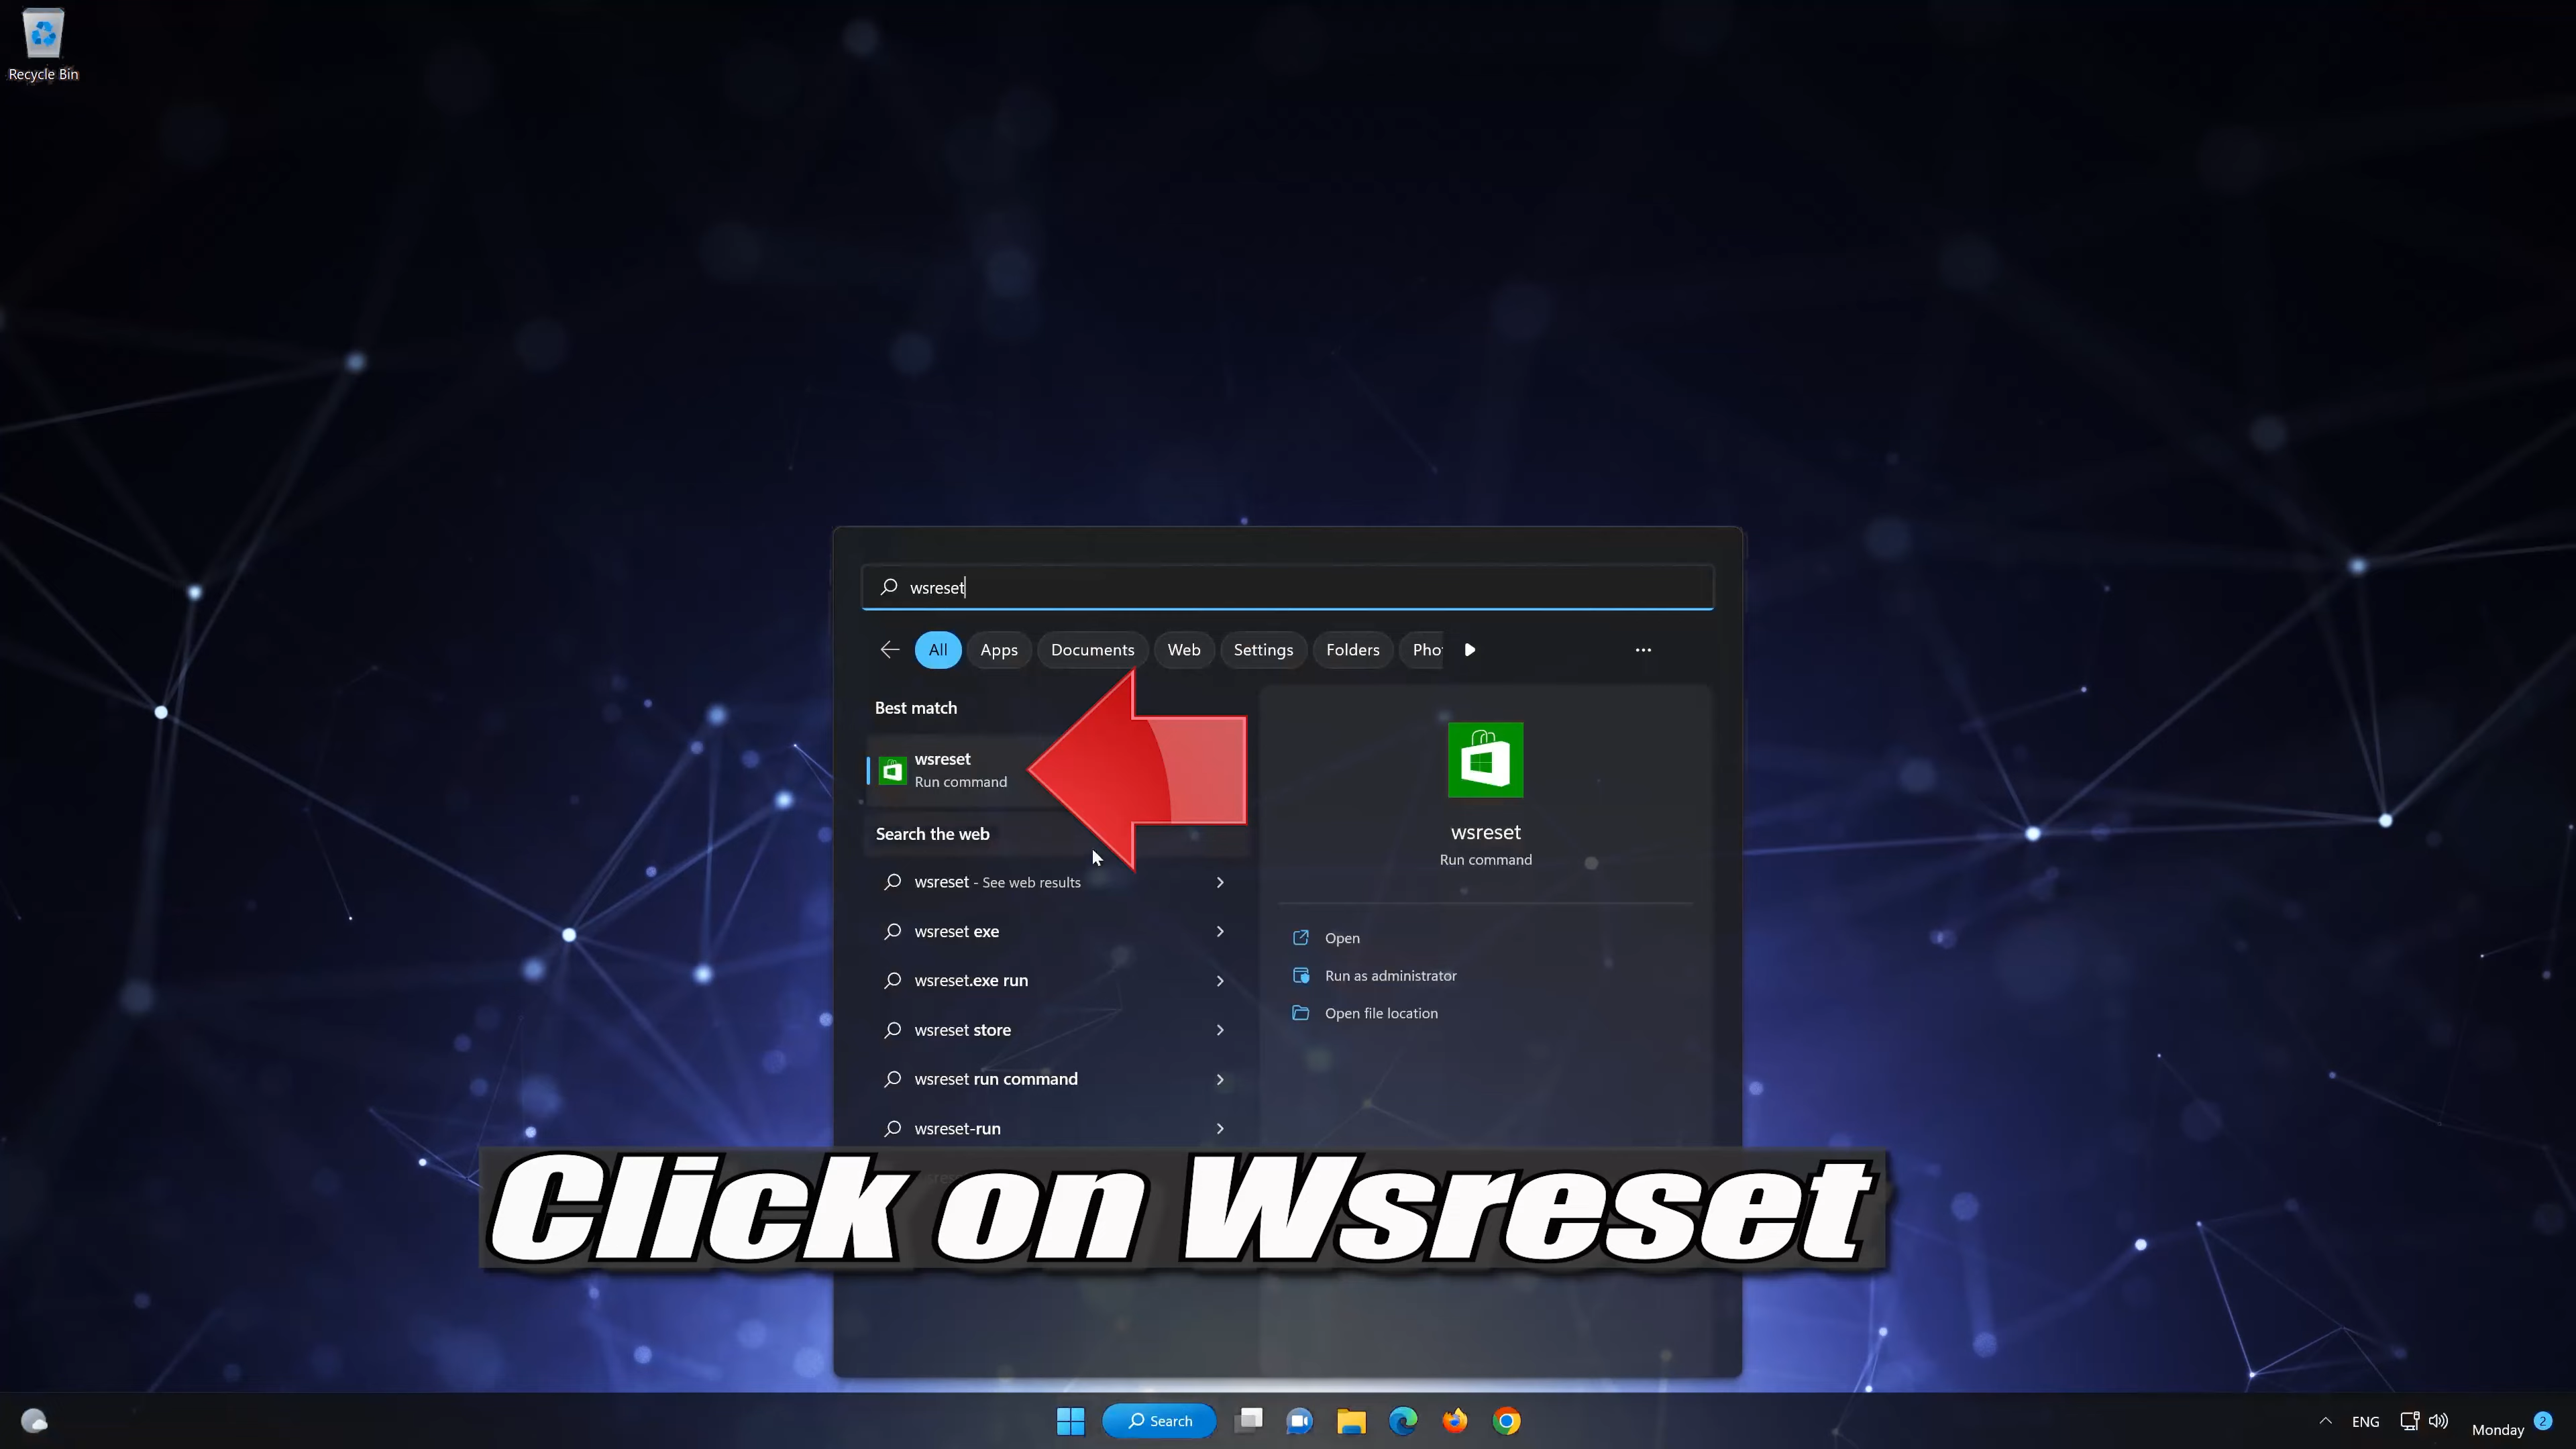 Recycle Bin
wsreset
All Apps Documents Web Settings Folders Pho
Best match
wsreset
Run command
Search the web
wsreset - See web results
wsreset exe
wsreset.exe run
wsreset store
wsreset run command
wsreset-run
wsreset
Run command
Open
Run as administrator
Open file location
Click on Wsreset
Search
ENG
Monday 2